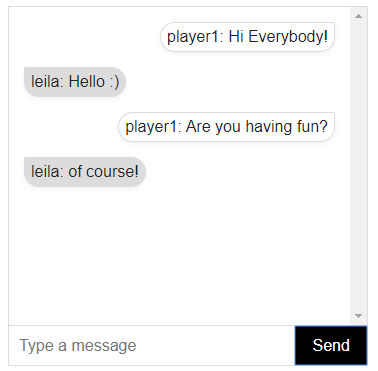 player1: Hi Everybody!
leila: Hello :)
player1: Are you having fun?
leila: of course!
Type a message
Send